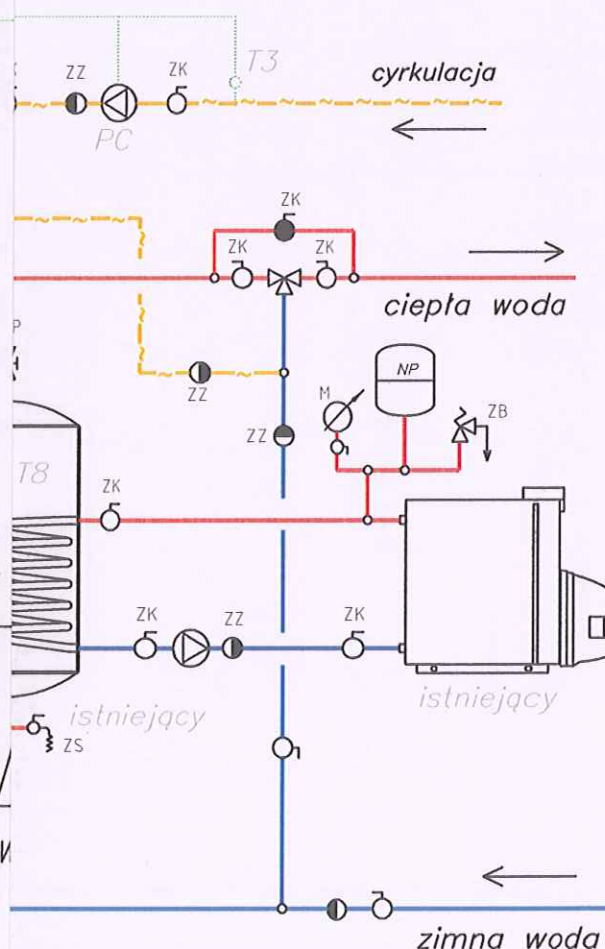 ZZ
ZK
T3
cyrkulacja
PC
ZK
ZK
ZK
ciepła woda
ZZ
M
NP
ZB
ZZ
T8
ZK
ZK
ZZ
ZK
istniejący
istniejący
ZS
zimna woda